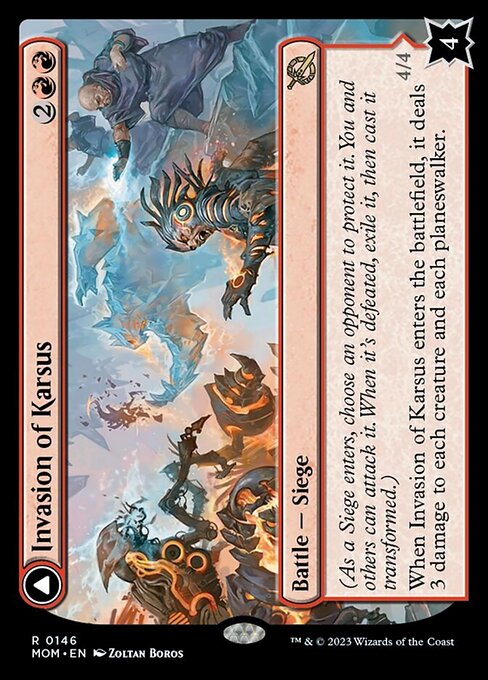 Invasion of Karsus
2
Battle — Siege
(As a Siege enters, choose an opponent to protect it. You and
others can attack it. When it's defeated, exile it, then cast it
transformed.)
4/4
When Invasion of Karsus enters the battlefield, it deals
3 damage to each creature and each planeswalker.
4
R 0146
MOM • EN Zoltan Boros
™ & © 2023 Wizards of the Coast